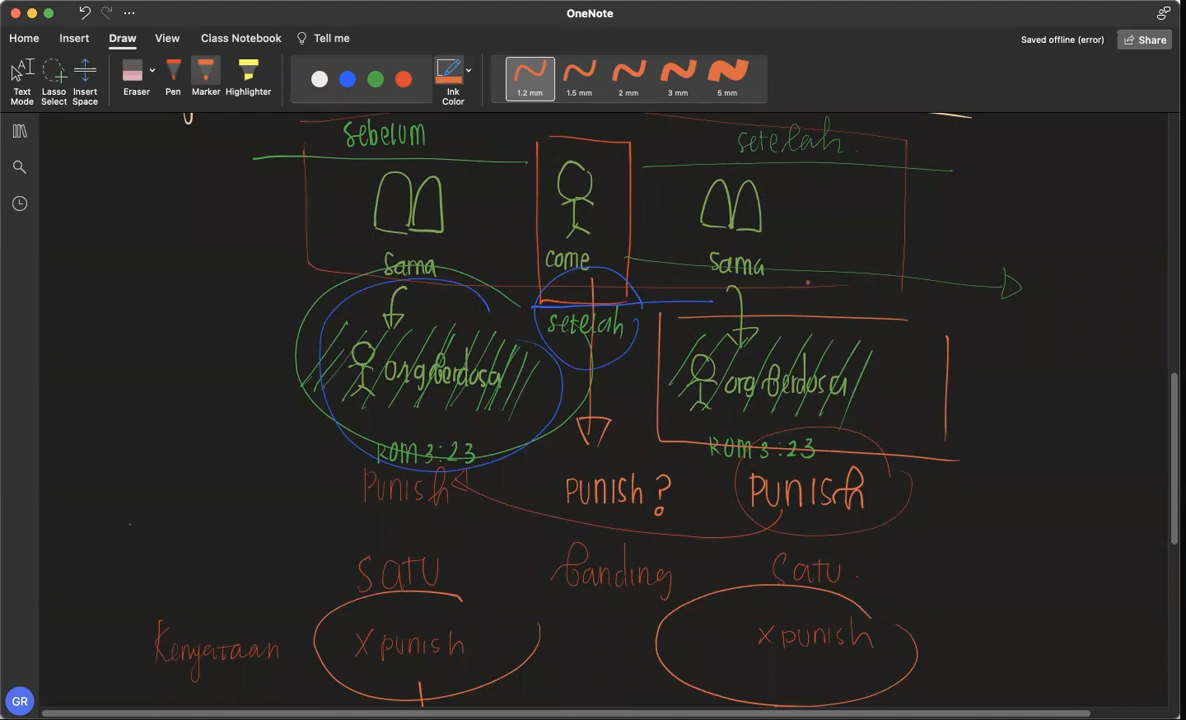 OneNote
Home Insert Draw View Class Notebook Tell me
Saved offline (error) Share
Text Mode
Lasso Select
Insert Space
Eraser
Pen
Marker
Highlighter
Ink Color
1.2 mm 1.5 mm 2 mm 3 mm 5 mm
sebelum setelah.
Sama come Sama
setelah
org berdosa org berdosa
ROM 3:23 ROM 3:23
PUNISH PUNISH? PUNISH
SATU banding Satu.
Kenyataan X punish X punish
GR